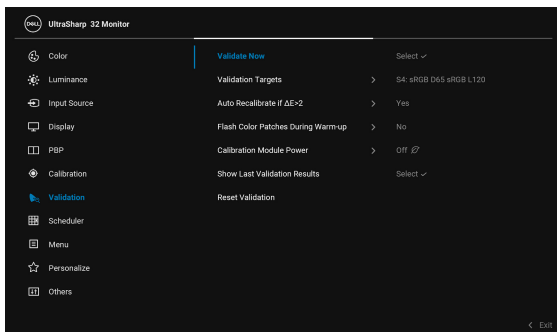 DELL UltraSharp 32 Monitor
Color
Luminance
Input Source
Display
PBP
Calibration
Validation
Scheduler
Menu
Personalize
Others
Validate Now Select
Validation Targets > S4: sRGB D65 sRGB L120
Auto Recalibrate if ΔE>2 > Yes
Flash Color Patches During Warm-up > No
Calibration Module Power > Off
Show Last Validation Results Select
Reset Validation
< Exit